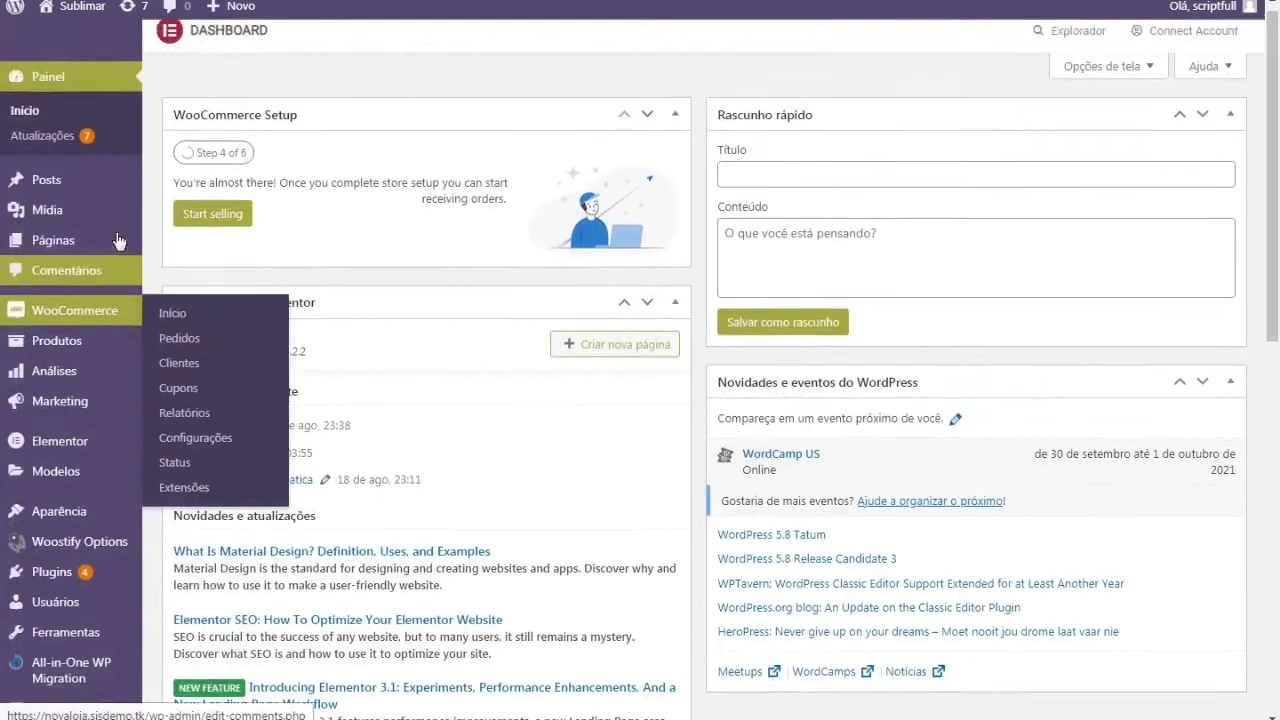 Sublimar 7 0 + Novo Olá, scriptfull
DASHBOARD Explorador Connect Account
Opções de tela Ajuda
Painel
Início
Atualizações 7
Posts
Mídia
Páginas
Comentários
WooCommerce
Produtos
Análises
Marketing
Elementor
Modelos
Aparência
Woostify Options
Plugins 4
Usuários
Ferramentas
All-in-One WP
Migration
Início
Pedidos
Clientes
Cupons
Relatórios
Configurações
Status
Extensões
WooCommerce Setup
Step 4 of 6
You're almost there! Once you complete store setup you can start
receiving orders.
Start selling
entor
.2.2
+ Criar nova página
te
de ago, 23:38
03:55
atica 18 de ago, 23:11
Novidades e atualizações
What Is Material Design? Definition, Uses, and Examples
Material Design is the standard for designing and creating websites and apps. Discover why and
learn how to use it to make a user-friendly website.
Elementor SEO: How To Optimize Your Elementor Website
SEO is crucial to the success of any website, but to many users, it still remains a mystery.
Discover what SEO is and how to use it to optimize your site.
NEW FEATURE Introducing Elementor 3.1: Experiments, Performance Enhancements, And a
New Landing Page Workflow
Rascunho rápido
Título
Conteúdo
O que você está pensando?
Salvar como rascunho
Novidades e eventos do WordPress
Compareça em um evento próximo de você.
WordCamp US de 30 de setembro até 1 de outubro de
Online 2021
Gostaria de mais eventos? Ajude a organizar o próximo!
WordPress 5.8 Tatum
WordPress 5.8 Release Candidate 3
WPTavern: WordPress Classic Editor Support Extended for at Least Another Year
WordPress.org blog: An Update on the Classic Editor Plugin
HeroPress: Never give up on your dreams – Moet nooit jou drome laat vaar nie
Meetups | WordCamps | Notícias
https://novaloja.sisdemo.tk/wp-admin/edit-comments.php